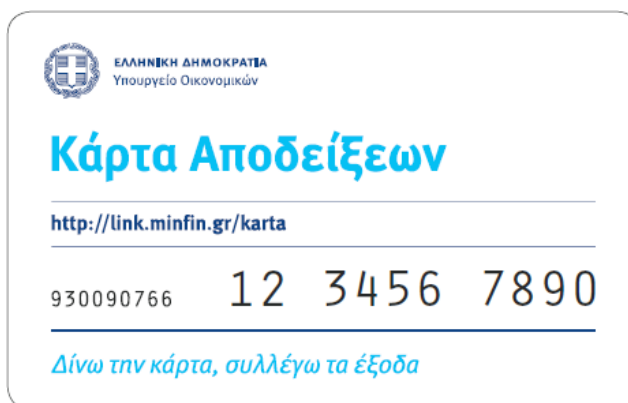 ΕΛΛΗΝΙΚΗ ΔΗΜΟΚΡΑΤΙΑ
Υπουργείο Οικονομικών
Κάρτα Αποδείξεων
http://link.minfin.gr/karta
930090766 12 3456 7890
Δίνω την κάρτα, συλλέγω τα έξοδα